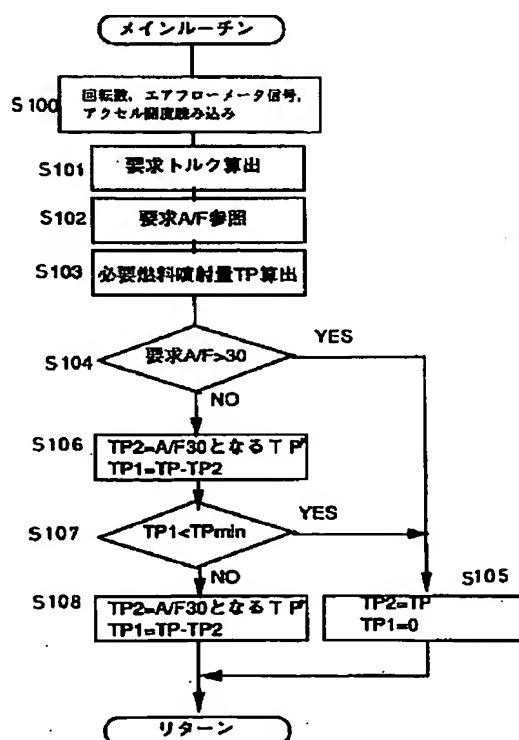 メインルーチン
S100
回転数，エアフローメータ信号，
アクセル開度読み込み
S101
要求トルク算出
S102
要求A/F参照
S103
必要燃料噴射量TP算出
S104
要求A/F>30
YES
NO
S106
TP2=A/F30となるTP
TP1=TP-TP2
S107
TP1<TPmin
YES
NO
S105
S108
TP2=A/F30となるTP
TP1=TP-TP2
TP2=TP
TP1=0
リターン